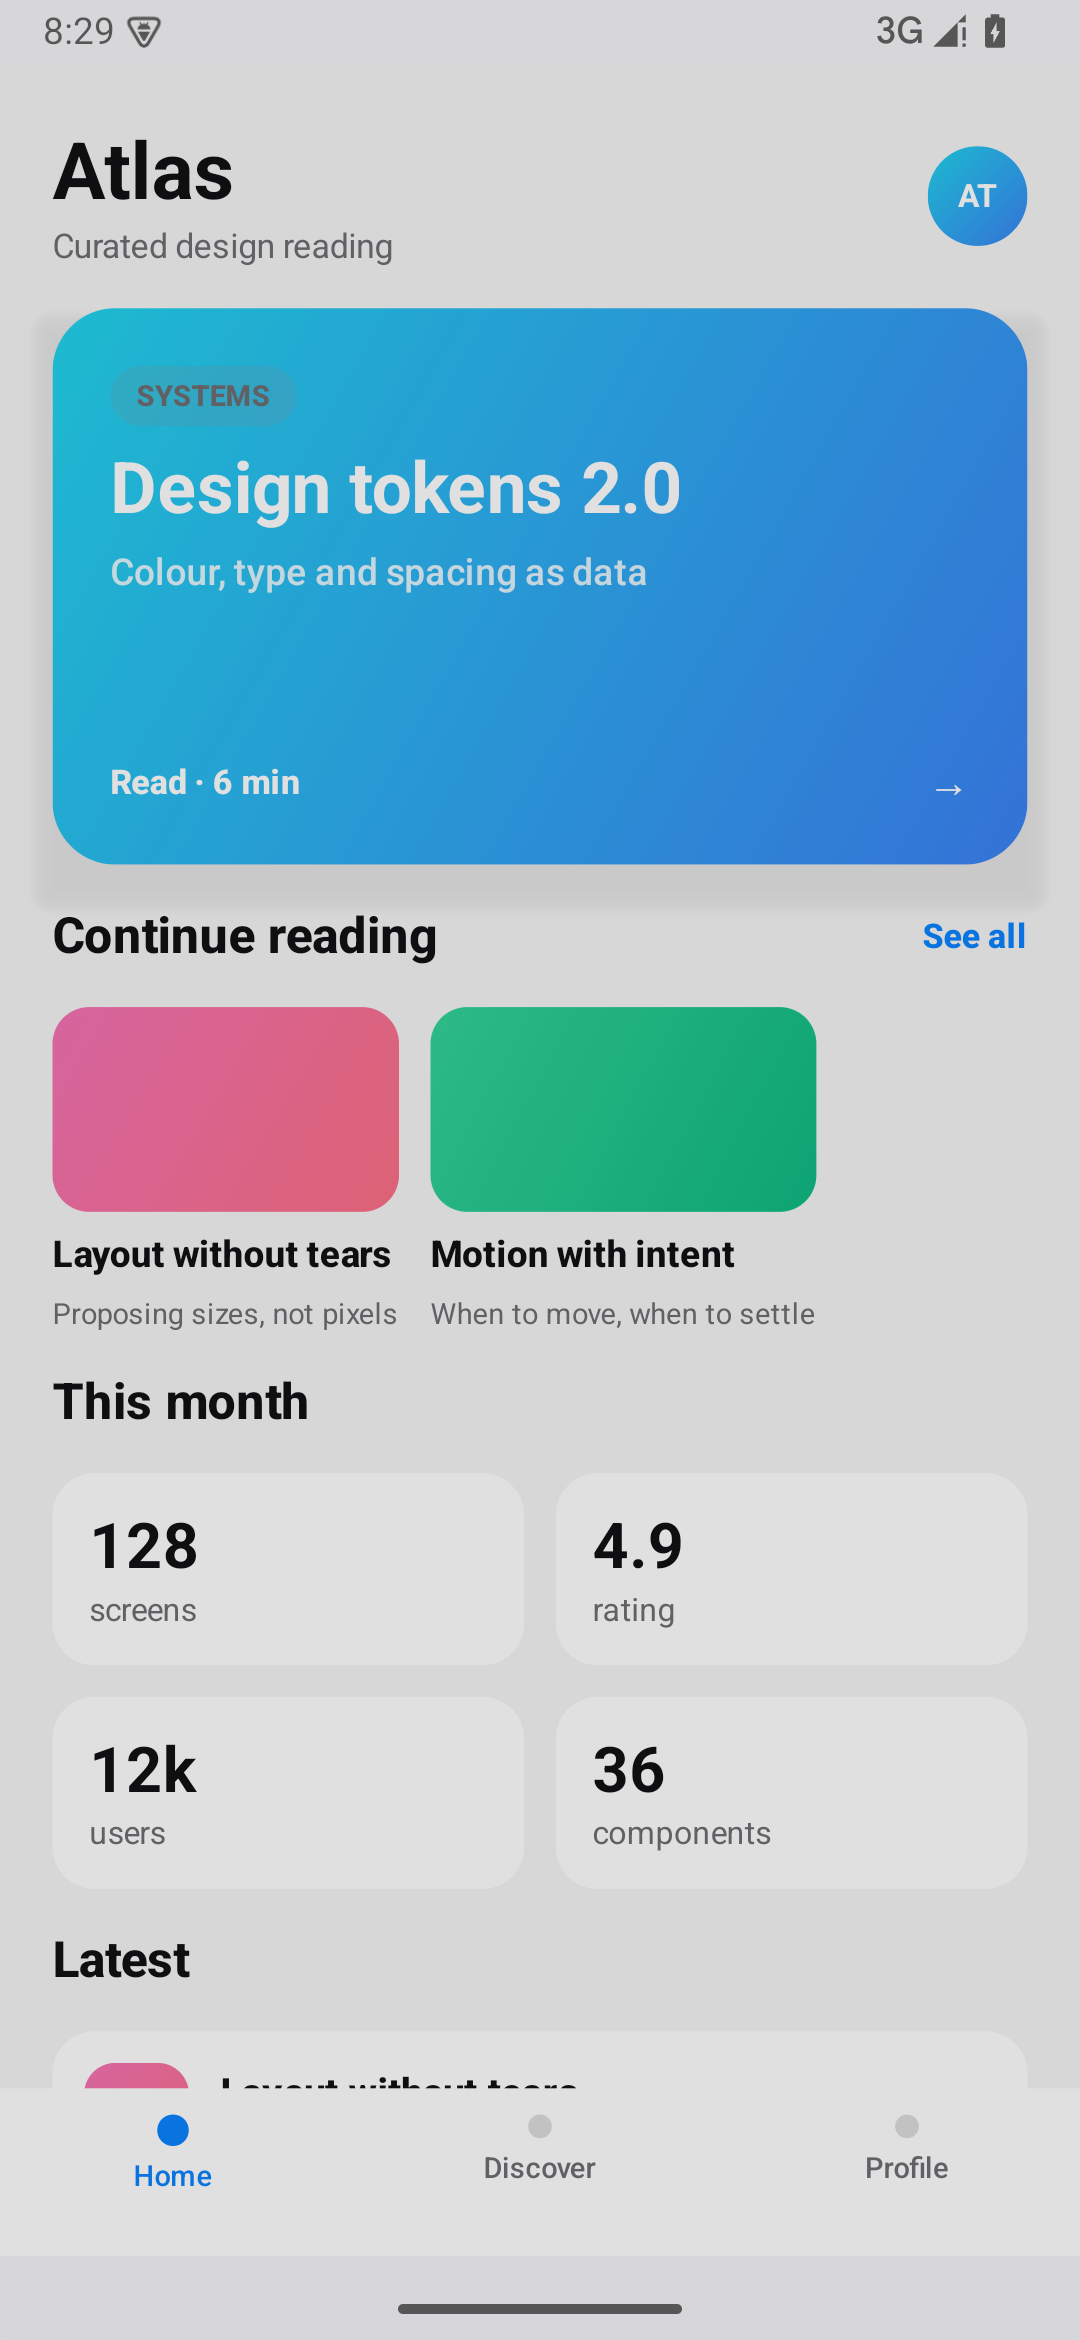 8:29
3G
Atlas
AT
Curated design reading
SYSTEMS
Design tokens 2.0
Colour, type and spacing as data
Read · 6 min
→
Continue reading
See all
Layout without tears
Motion with intent
Proposing sizes, not pixels
When to move, when to settle
This month
128
4.9
screens
rating
12k
36
users
components
Latest
Layout without tears
Home
Discover
Profile